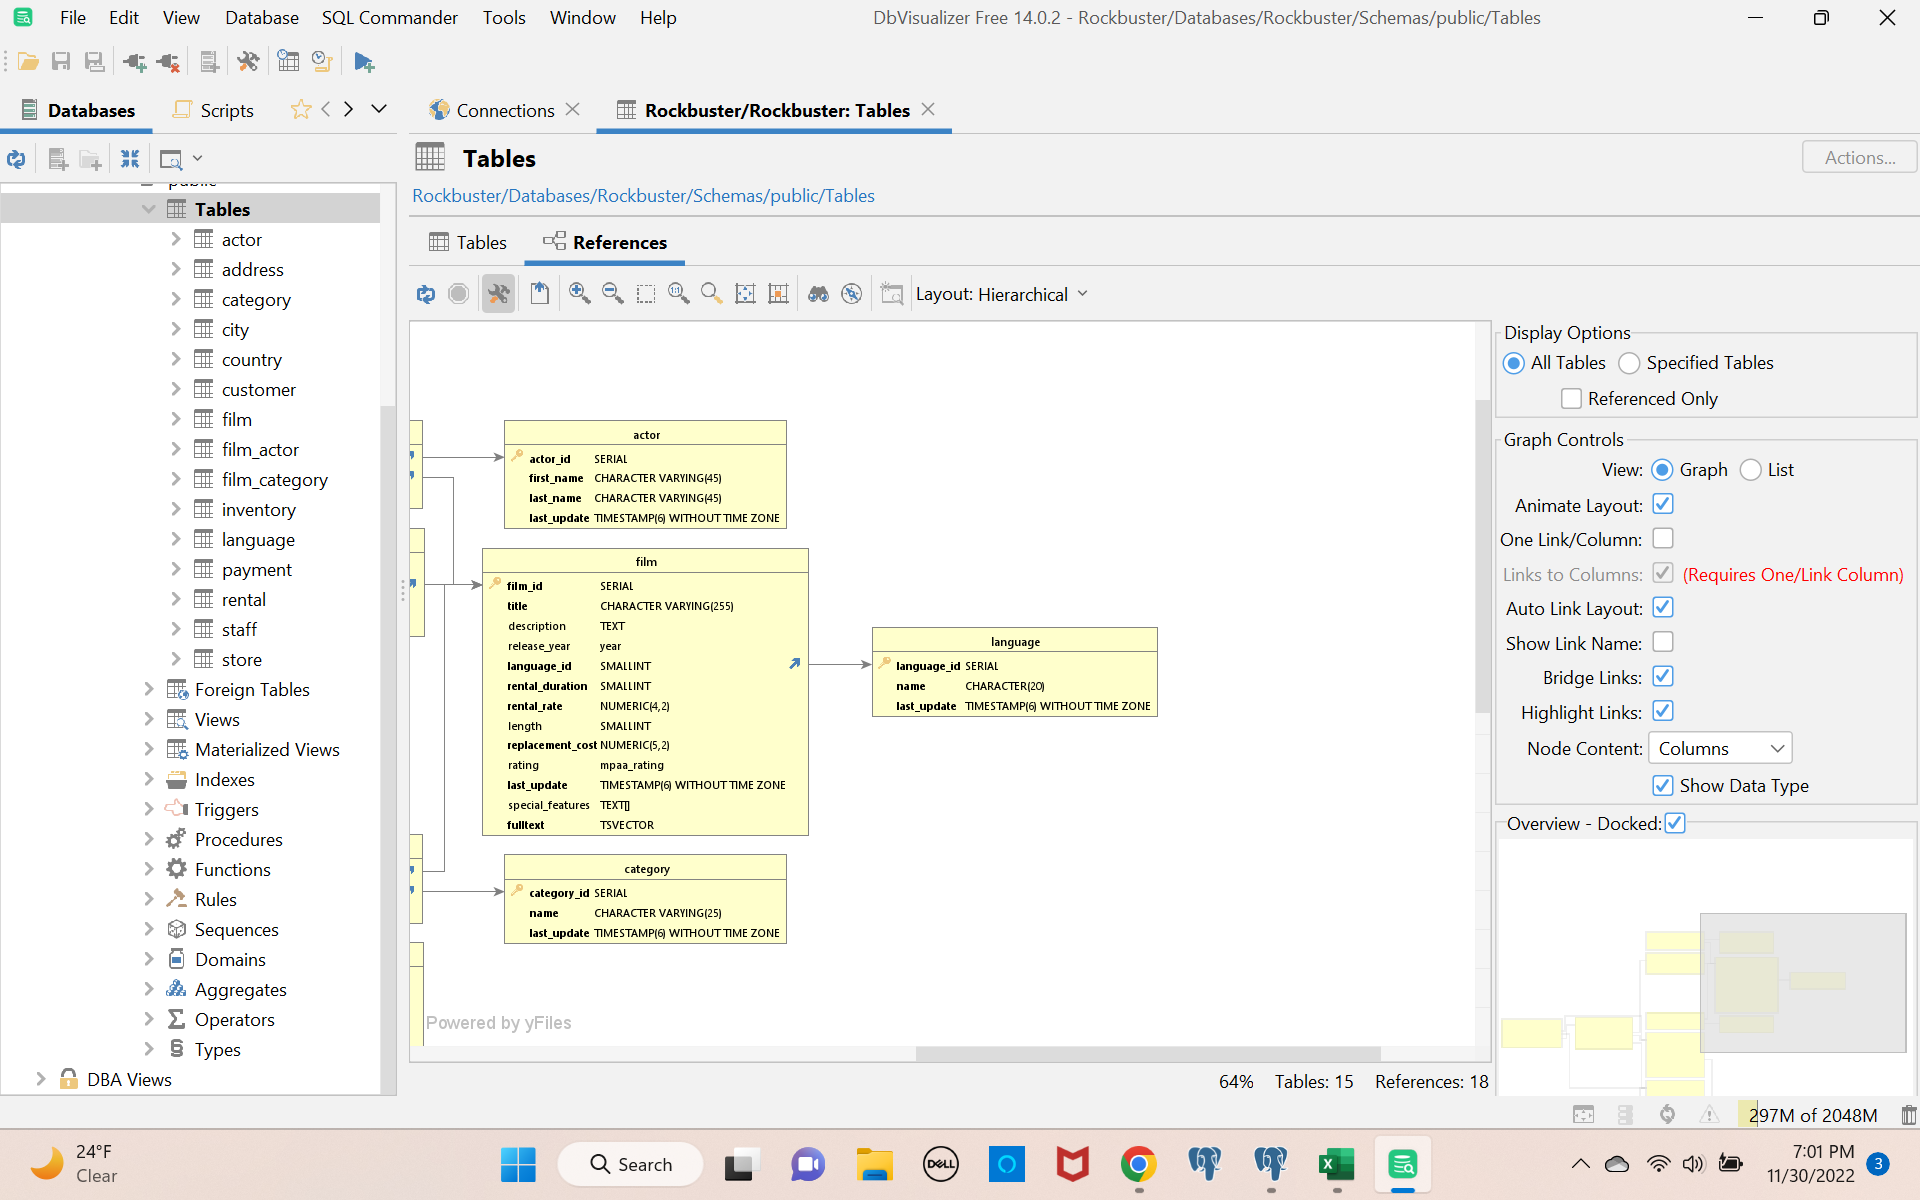 File Edit View Database SQL Commander Tools Window Help
DbVisualizer Free 14.0.2 - Rockbuster/Databases/Rockbuster/Schemas/public/Tables
Databases Scripts
Connections Rockbuster/Rockbuster: Tables
Tables
Actions...
Rockbuster/Databases/Rockbuster/Schemas/public/Tables
Tables References
Layout: Hierarchical
public
Tables
actor
address
category
city
country
customer
film
film_actor
film_category
inventory
language
payment
rental
staff
store
Foreign Tables
Views
Materialized Views
Indexes
Triggers
Procedures
Functions
Rules
Sequences
Domains
Aggregates
Operators
Types
DBA Views
actor
actor_id SERIAL
first_name CHARACTER VARYING(45)
last_name CHARACTER VARYING(45)
last_update TIMESTAMP(6) WITHOUT TIME ZONE
film
film_id SERIAL
title CHARACTER VARYING(255)
description TEXT
release_year year
language_id SMALLINT
rental_duration SMALLINT
rental_rate NUMERIC(4,2)
length SMALLINT
replacement_cost NUMERIC(5,2)
rating mpaa_rating
last_update TIMESTAMP(6) WITHOUT TIME ZONE
special_features TEXT[]
fulltext TSVECTOR
language
language_id SERIAL
name CHARACTER(20)
last_update TIMESTAMP(6) WITHOUT TIME ZONE
category
category_id SERIAL
name CHARACTER VARYING(25)
last_update TIMESTAMP(6) WITHOUT TIME ZONE
Powered by yFiles
64% Tables: 15 References: 18
Display Options
All Tables Specified Tables
Referenced Only
Graph Controls
View: Graph List
Animate Layout:
One Link/Column:
Links to Columns: (Requires One/Link Column)
Auto Link Layout:
Show Link Name:
Bridge Links:
Highlight Links:
Node Content: Columns
Show Data Type
Overview - Docked:
297M of 2048M
24°F
Clear
Search
DELL
7:01 PM
11/30/2022
3